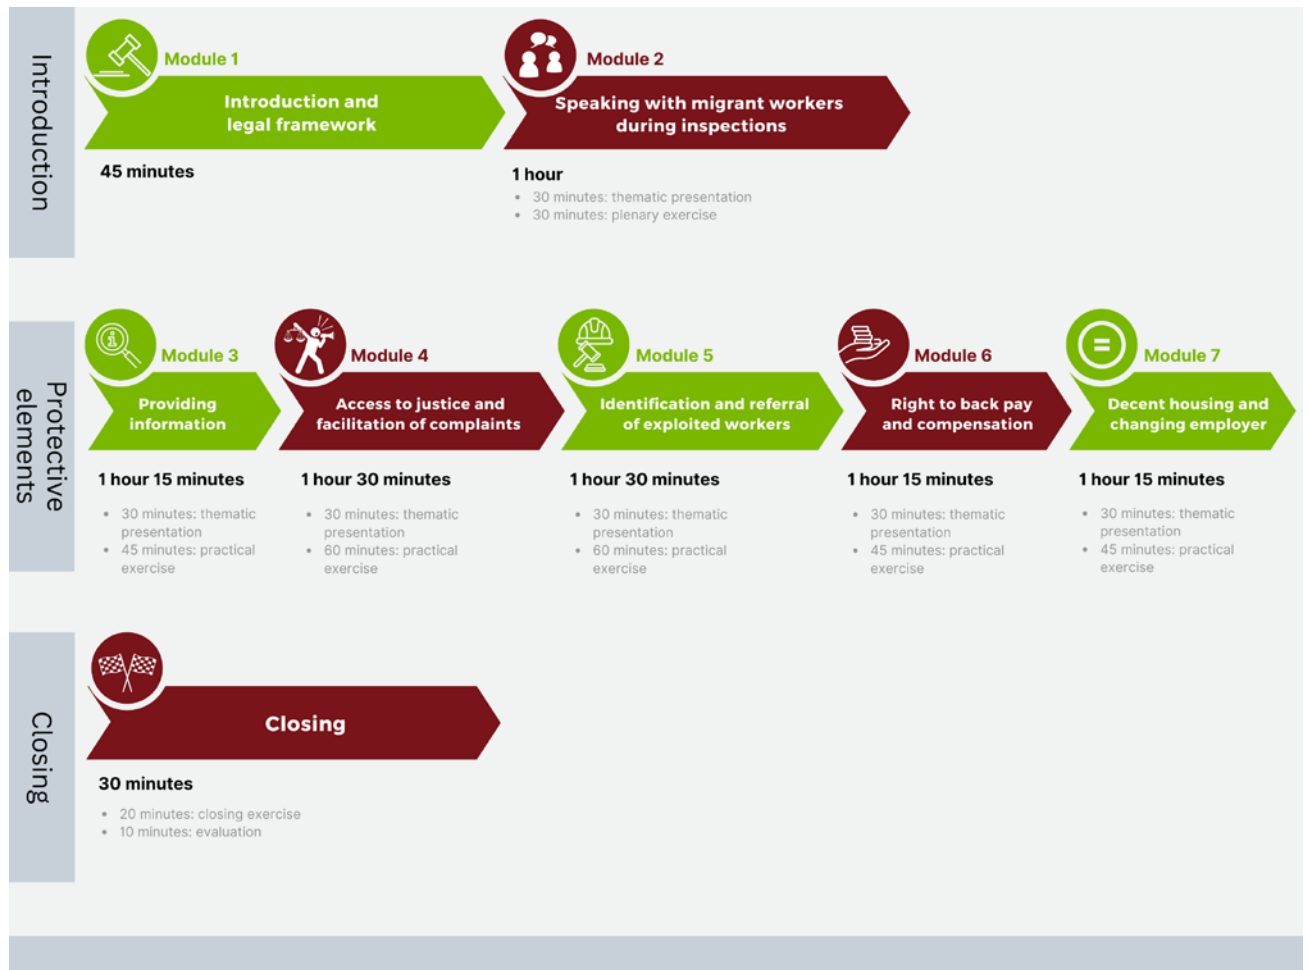 Introduction
Module 1
Introduction and
legal framework
45 minutes
Module 2
Speaking with migrant workers
during inspections
1 hour
• 30 minutes: thematic presentation
• 30 minutes: plenary exercise
Protective
elements
Module 3
Providing
information
1 hour 15 minutes
• 30 minutes: thematic
presentation
• 45 minutes: practical
exercise
Module 4
Access to justice and
facilitation of complaints
1 hour 30 minutes
• 30 minutes: thematic
presentation
• 60 minutes: practical
exercise
Module 5
Identification and referral
of exploited workers
1 hour 30 minutes
• 30 minutes: thematic
presentation
• 60 minutes: practical
exercise
Module 6
Right to back pay
and compensation
1 hour 15 minutes
• 30 minutes: thematic
presentation
• 45 minutes: practical
exercise
Module 7
Decent housing and
changing employer
1 hour 15 minutes
• 30 minutes: thematic
presentation
• 45 minutes: practical
exercise
Closing
Closing
30 minutes
• 20 minutes: closing exercise
• 10 minutes: evaluation